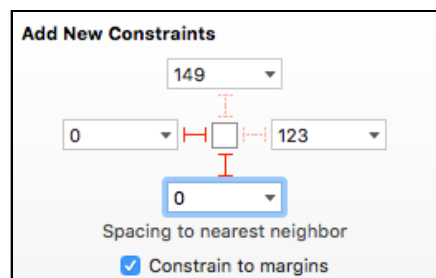 Add New Constraints
149
0 123
0
Spacing to nearest neighbor
Constrain to margins